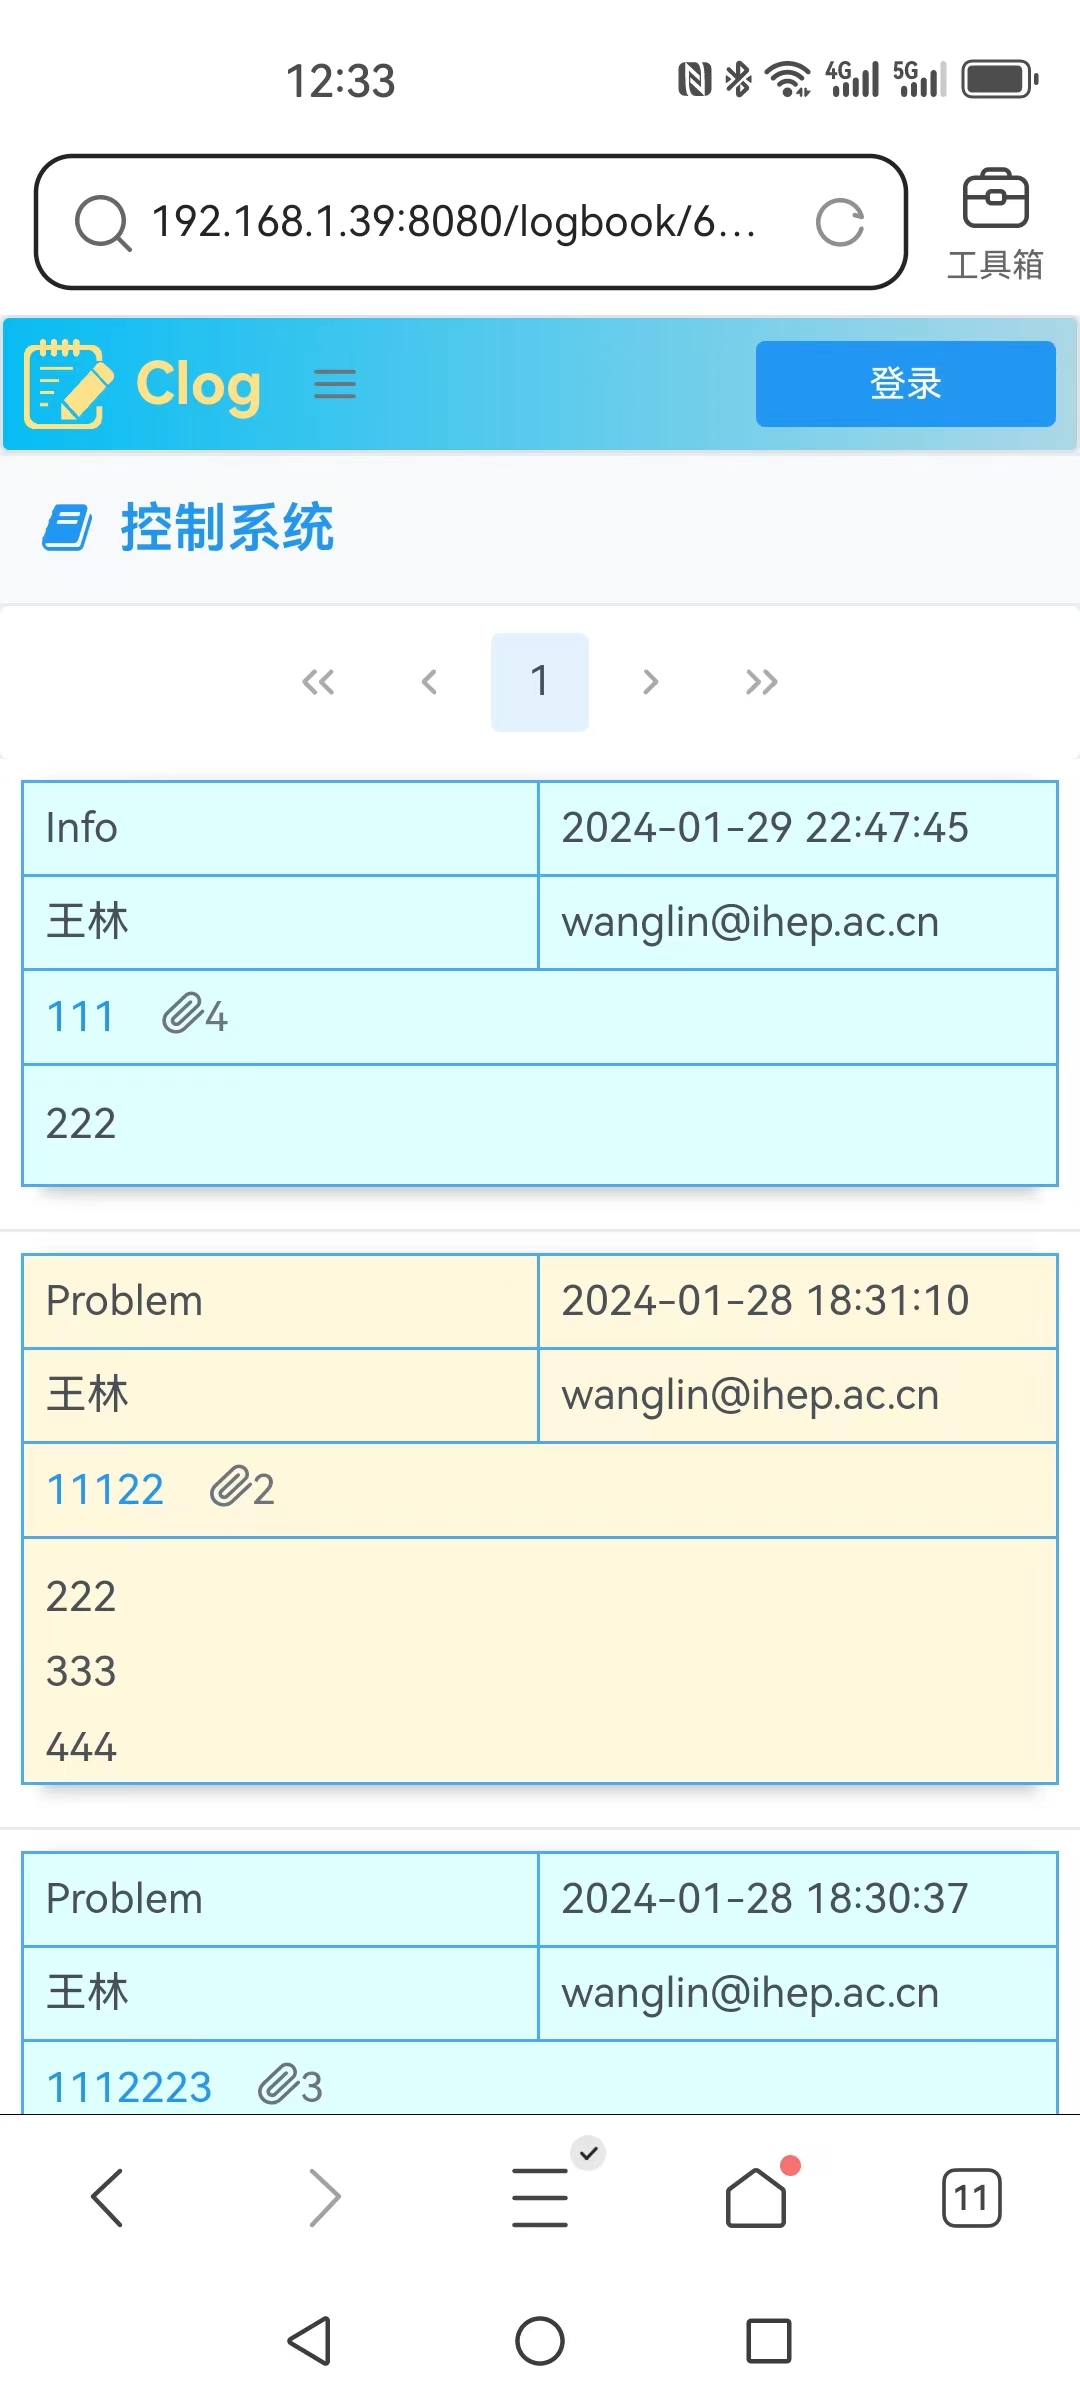 12:33
4G 5G
192.168.1.39:8080/logbook/6...
工具箱
Clog
登录
控制系统
1
Info 2024-01-29 22:47:45
王林 wanglin@ihep.ac.cn
111 4
222
Problem 2024-01-28 18:31:10
王林 wanglin@ihep.ac.cn
11122 2
222
333
444
Problem 2024-01-28 18:30:37
王林 wanglin@ihep.ac.cn
1112223 3
11